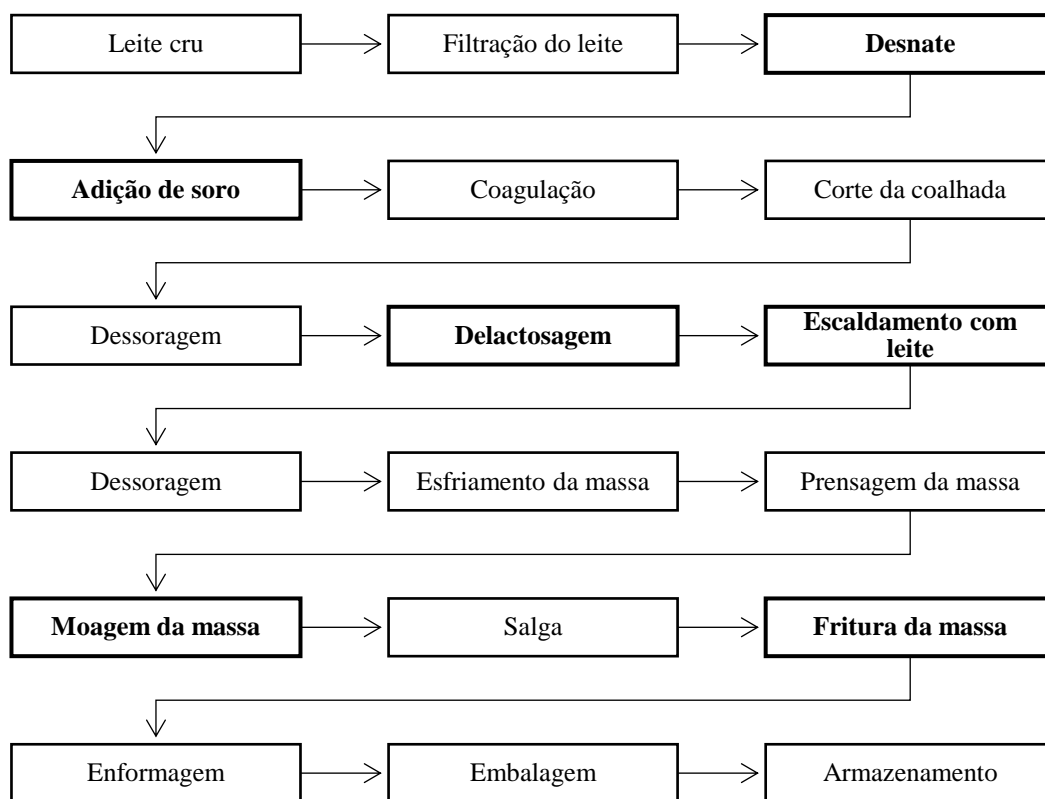 Leite cru
Filtração do leite
Desnate
Adição de soro
Coagulação
Corte da coalhada
Dessoragem
Delactosagem
Escaldamento com
leite
Dessoragem
Esfriamento da massa
Prensagem da massa
Moagem da massa
Salga
Fritura da massa
Enformagem
Embalagem
Armazenamento